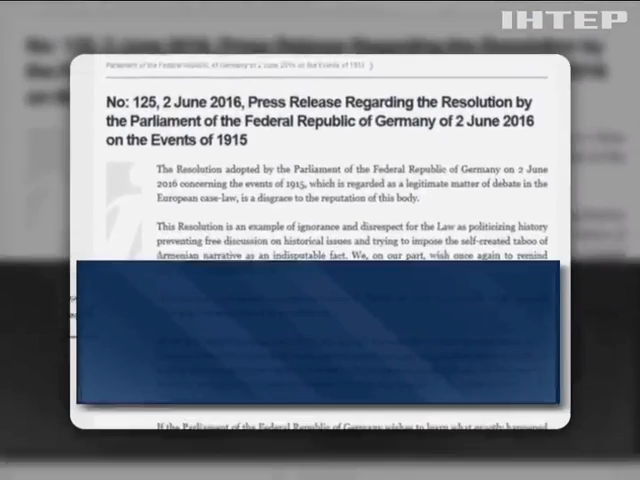 ІНТЕР
Parliament of the Federal Republic of Germany of 2 June 2016 on the Events of 1915 )
No: 125, 2 June 2016, Press Release Regarding the Resolution by
the Parliament of the Federal Republic of Germany of 2 June 2016
on the Events of 1915
The Resolution adopted by the Parliament of the Federal Republic of Germany on 2 June
2016 concerning the events of 1915, which is regarded as a legitimate matter of debate in the
European case-law, is a disgrace to the reputation of this body.
This Resolution is an example of ignorance and disrespect for the Law as politicizing history
preventing free discussion on historical issues and trying to impose the self-created taboo of
Armenian narrative as an indisputable fact. We, on our part, wish once again to remind
If the Parliament of the Federal Republic of Germany wishes to learn what exactly happened